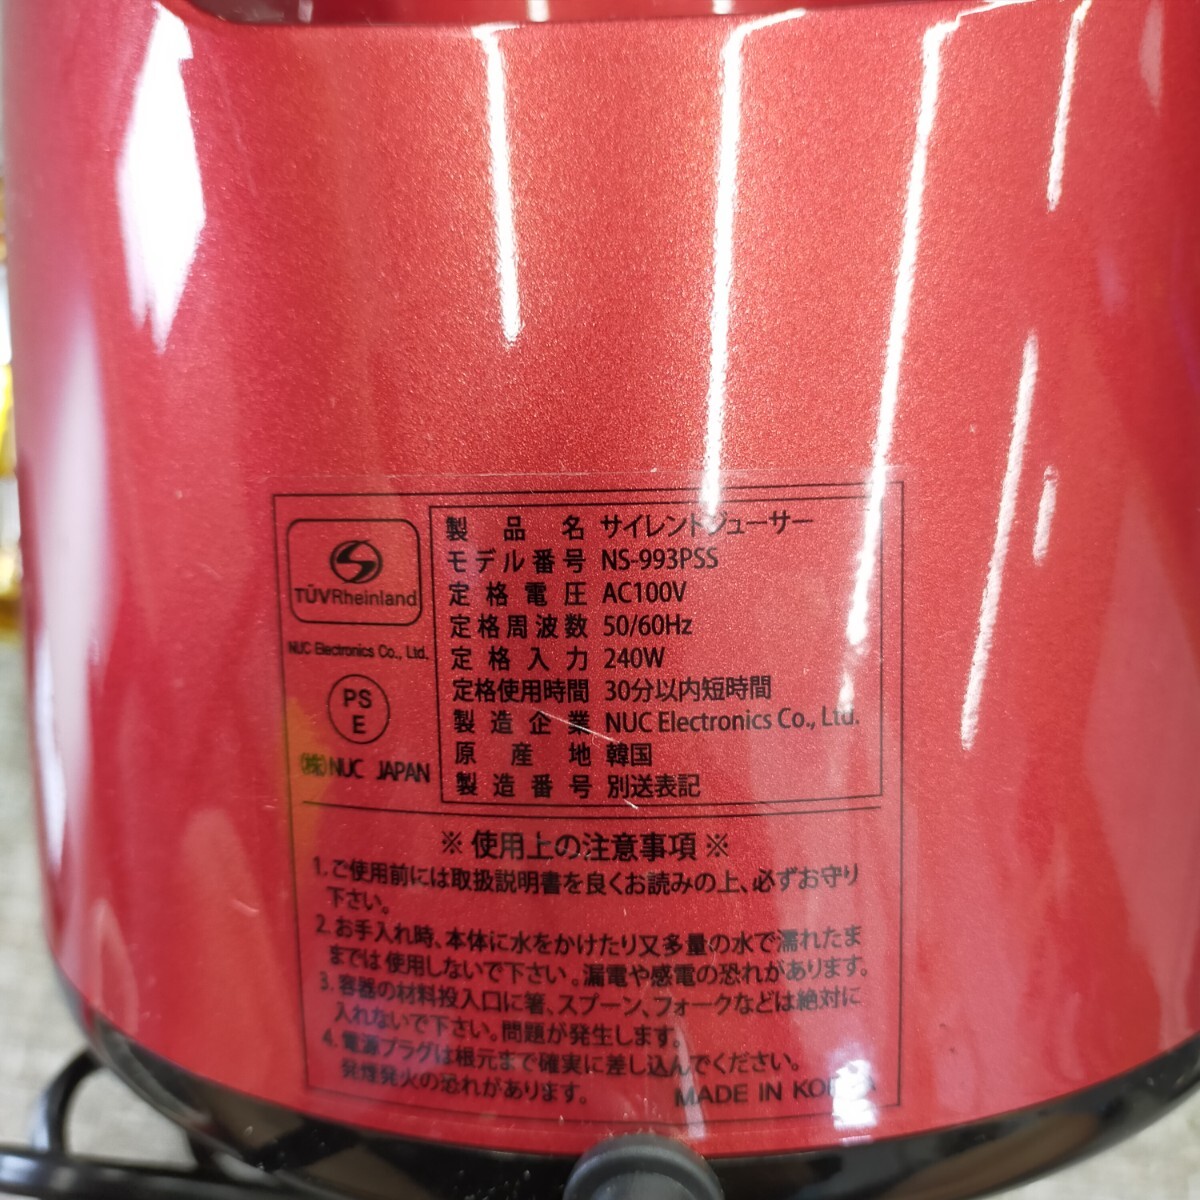 TÜVRheinland
NUC Electronics Co., Ltd.
PS
E
(株)NUC JAPAN
製品名 サイレントジューサー
モデル番号 NS-993PSS
定格電圧 AC100V
定格周波数 50/60Hz
定格入力 240W
定格使用時間 30分以内短時間
製造企業 NUC Electronics Co., Ltd.
原産地 韓国
製造番号 別送表記
※ 使用上の注意事項 ※
1. ご使用前には取扱説明書を良くお読みの上、必ずお守り
下さい。
2. お手入れ時、本体に水をかけたり又多量の水で濡れたま
までは 使用しないで下さい。漏電や感電の恐れがあります。
3. 容器の材料投入口に箸、スプーン、フォークなどは絶対に
入れないで下さい。問題が発生します。
4. 電源プラグは根元まで確実に差し込んでください。
発煙発火の恐れがあります。
MADE IN KOREA